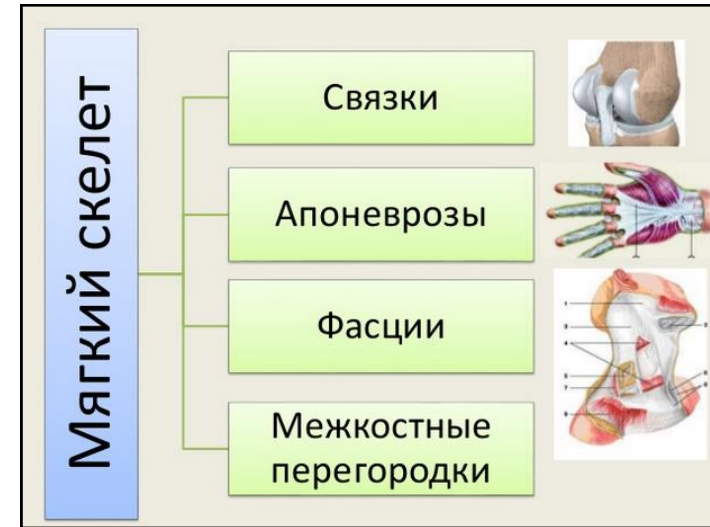 Мягкий скелет
Связки
Апоневрозы
Фасции
Межкостные
перегородки